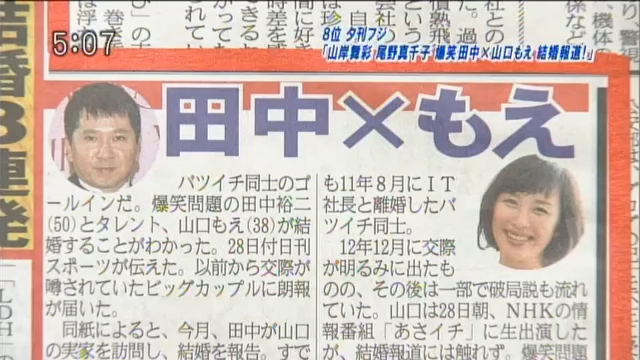 5:07
8位 夕刊フジ
「山岸舞彩 尾野真千子 爆笑田中×山口もえ 結婚報道!」
結婚3連発
田中×もえ
バツイチ同士のゴ
ールインだ。爆笑問題の田中裕二
(50)とタレント、山口もえ(38)が結
婚することがわかった。28日付日刊
スポーツが伝えた。以前から交際が
噂されていたビッグカップルに朗報
が届いた。
同紙によると、今月、田中が山口
の実家を訪問し、結婚を報告。すで
も11年8月にIT
社長と離婚したバ
ツイチ同士。
12年12月に交際
が明るみに出たも
のの、その後は一部で破局説も流れ
ていた。山口は28日朝、NHKの情
報番組「あさイチ」に生出演した
が、結婚報道には触れず。爆笑問題